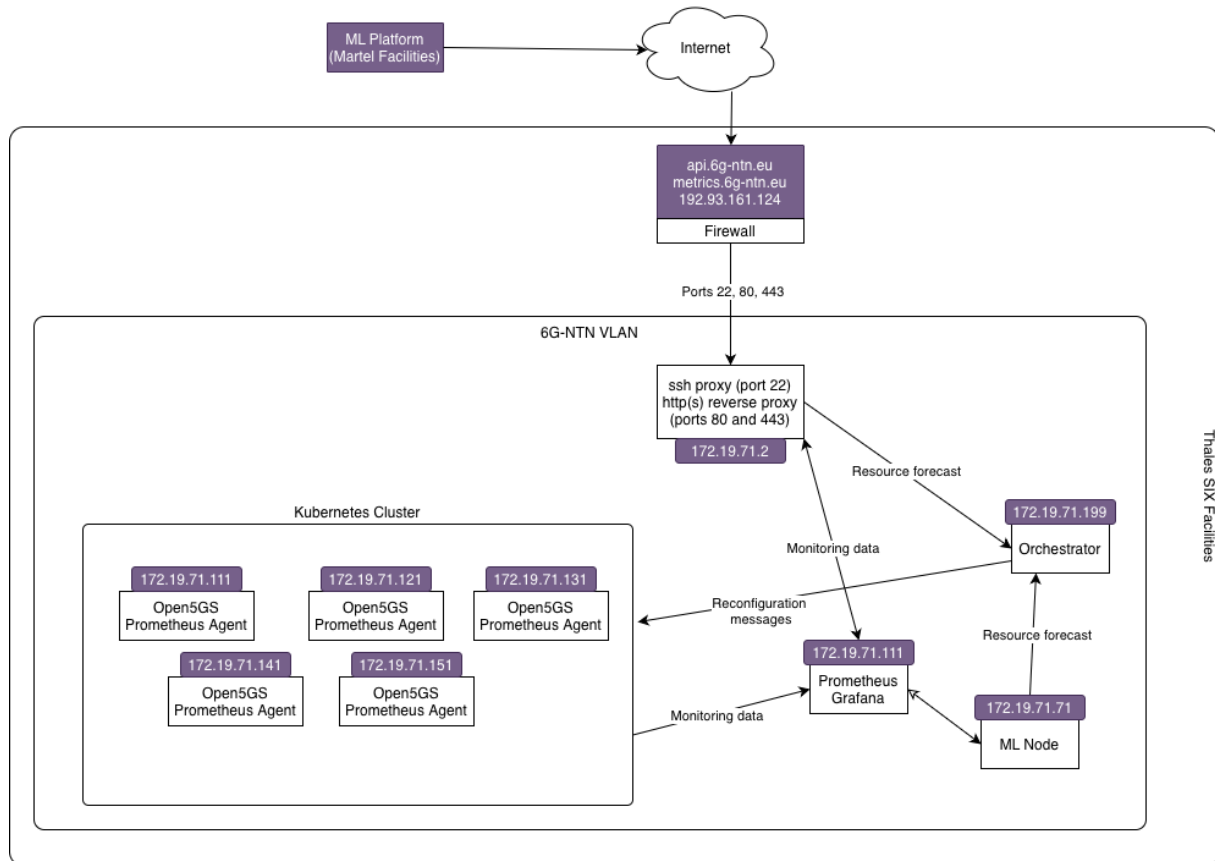 ML Platform
(Martel Facilities)
Internet
api.6g-ntn.eu
metrics.6g-ntn.eu
192.93.161.124
Firewall
Ports 22, 80, 443
6G-NTN VLAN
ssh proxy (port 22)
http(s) reverse proxy
(ports 80 and 443)
172.19.71.2
Resource forecast
Thales SIX Facilities
Kubernetes Cluster
172.19.71.199
Orchestrator
Monitoring data
172.19.71.111
Open5GS
Prometheus Agent
172.19.71.121
Open5GS
Prometheus Agent
172.19.71.131
Open5GS
Prometheus Agent
Reconfiguration
messages
Resource forecast
172.19.71.141
Open5GS
Prometheus Agent
172.19.71.151
Open5GS
Prometheus Agent
172.19.71.111
Prometheus
Grafana
Monitoring data
172.19.71.71
ML Node